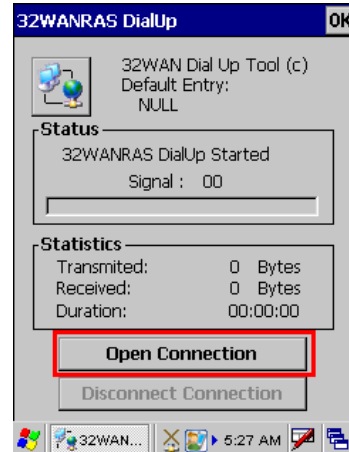 32WANRAS DialUp OK
32WAN Dial Up Tool (c)
Default Entry:
NULL
Status
32WANRAS DialUp Started
Signal : 00
Statistics
Transmited: 0 Bytes
Received: 0 Bytes
Duration: 00:00:00
Open Connection
Disconnect Connection
32WAN... 5:27 AM